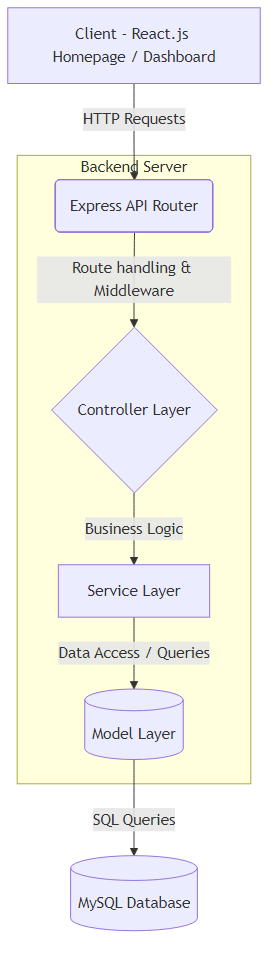 Client - React.js
Homepage / Dashboard
HTTP Requests
Backend Server
Express API Router
Route handling &
Middleware
Controller Layer
Business Logic
Service Layer
Data Access / Queries
Model Layer
SQL Queries
MySQL Database